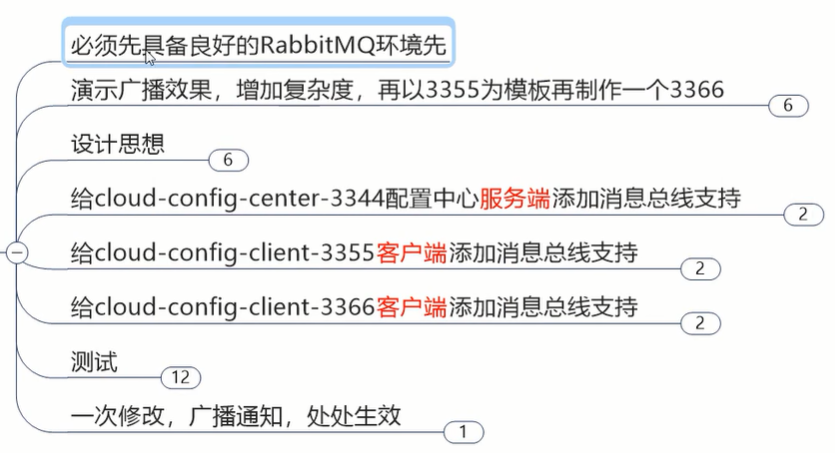 必须先具备良好的RabbitMQ环境先
演示广播效果，增加复杂度，再以3355为模板再制作一个3366
6
设计思想
6
给cloud-config-center-3344配置中心服务端添加消息总线支持
2
给cloud-config-client-3355客户端添加消息总线支持
2
给cloud-config-client-3366客户端添加消息总线支持
2
测试
12
一次修改，广播通知，处处生效
1